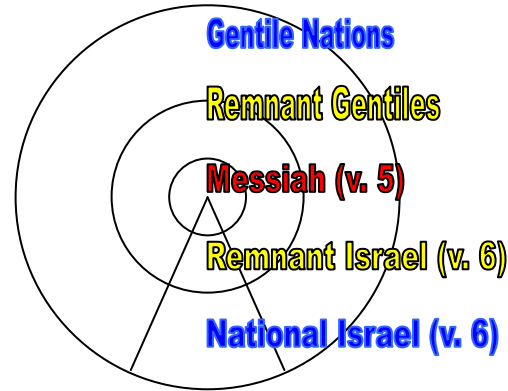 Gentile Nations
Remnant Gentiles
Messiah (v. 5)
Remnant Israel (v. 6)
National Israel (v. 6)